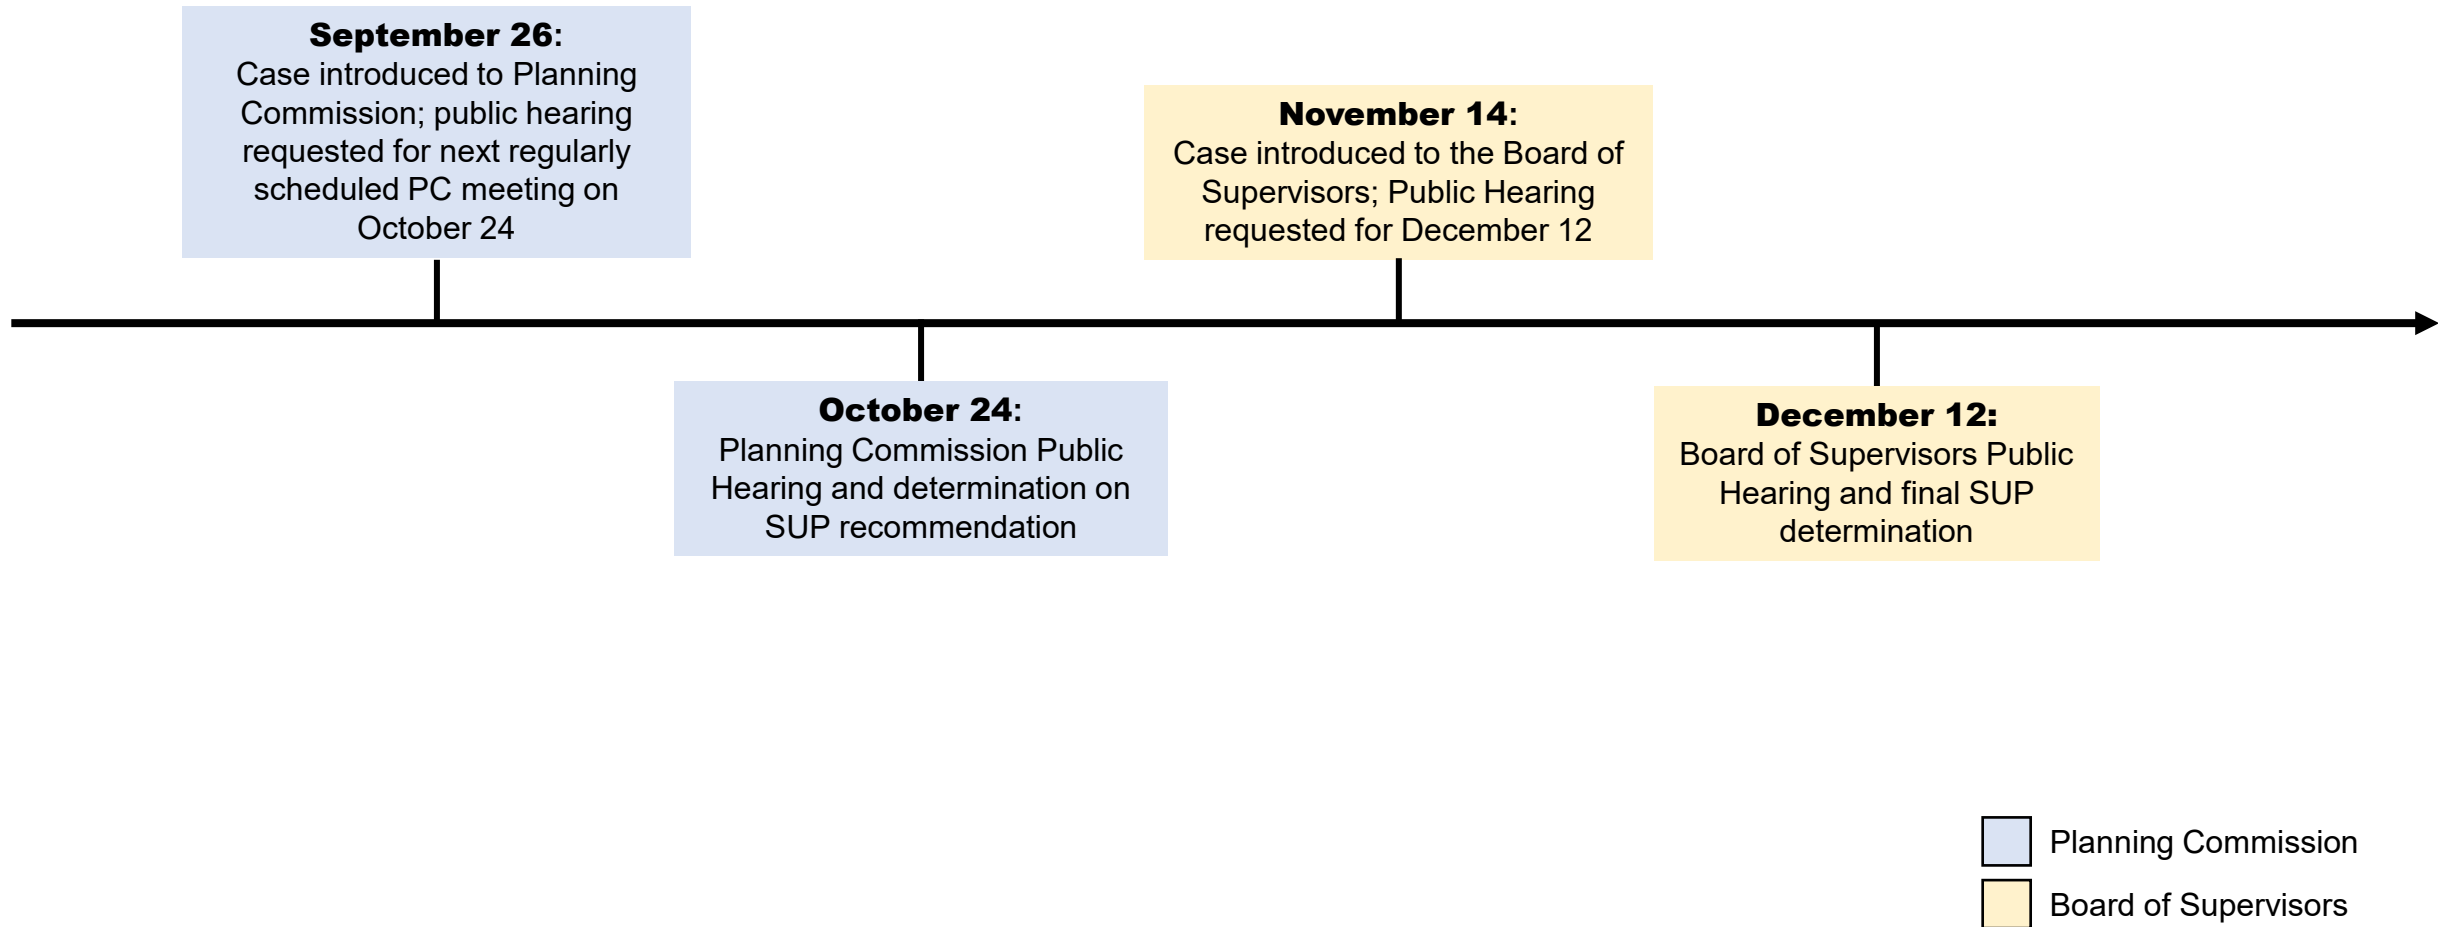 September 26:
Case introduced to Planning
Commission; public hearing
requested for next regularly
scheduled PC meeting on
October 24
November 14:
Case introduced to the Board of
Supervisors; Public Hearing
requested for December 12
October 24:
Planning Commission Public
Hearing and determination on
SUP recommendation
December 12:
Board of Supervisors Public
Hearing and final SUP
determination
Planning Commission
Board of Supervisors